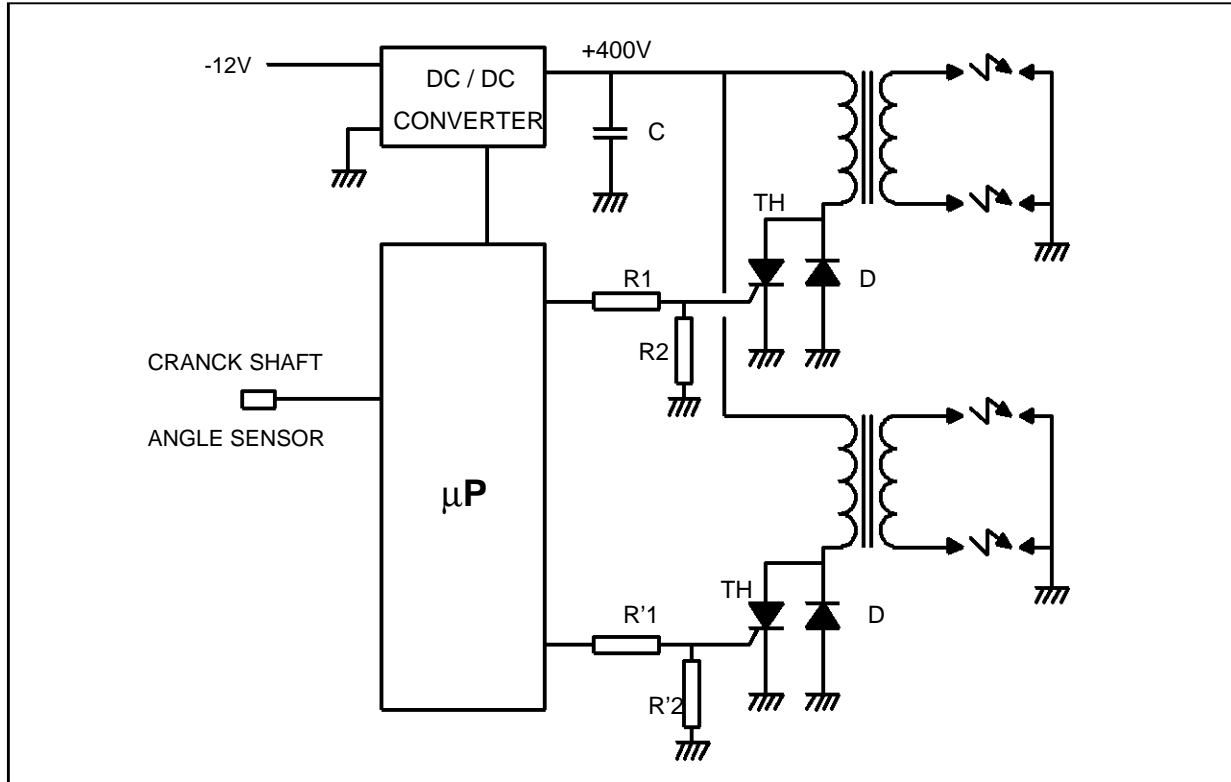 -12V
DC / DC
CONVERTER
+400V
C
TH
D
R1
R2
CRANCK SHAFT
ANGLE SENSOR
μP
TH
D
R'1
R'2